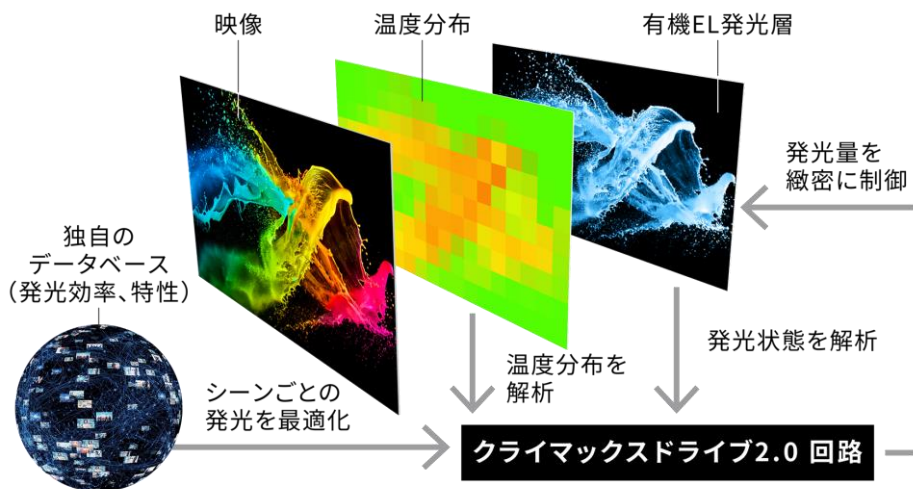 映像
温度分布
有機EL発光層
発光量を
緻密に制御
独自の
データベース
（発光効率、特性）
温度分布を
解析
発光状態を解析
シーンごとの
発光を最適化
クライマックスドライブ2.0 回路